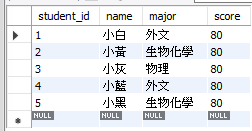 student_id name major score
1 小白 外文 80
2 小黃 生物化學 80
3 小灰 物理 80
4 小藍 外文 80
5 小黑 生物化學 80
NULL NULL NULL NULL